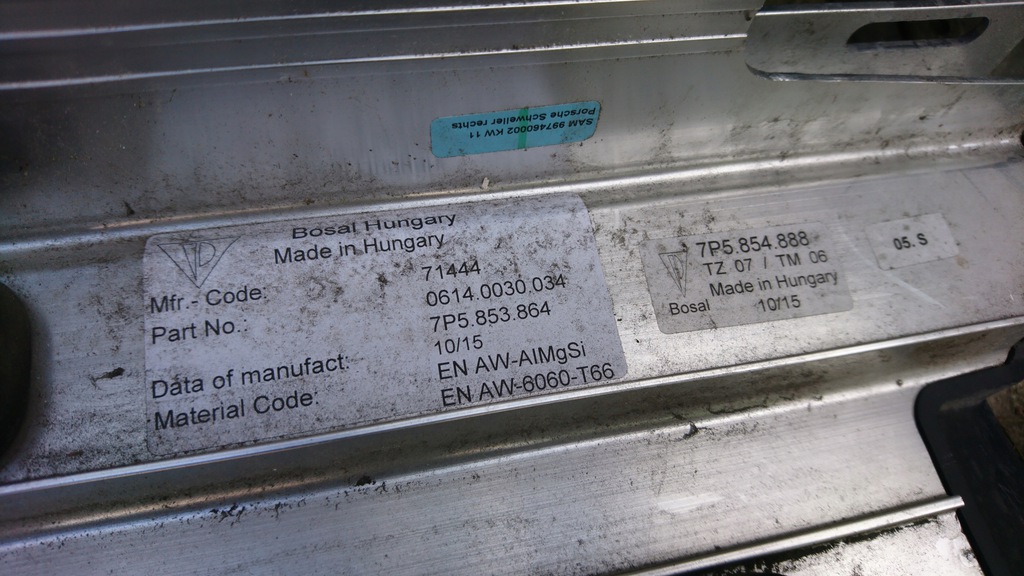 SAM 997460002 KW 11
Porsche Schweller rechts
Bosal Hungary
Made in Hungary
Mfr.- Code: 71444
Part No.: 0614.0030.034
7P5.853.864
Data of manufact: 10/15
Material Code: EN AW-AlMgSi
EN AW-6060-T66
7P5.854.888
TZ 07 / TM 06
Made in Hungary
Bosal 10/15
05. S